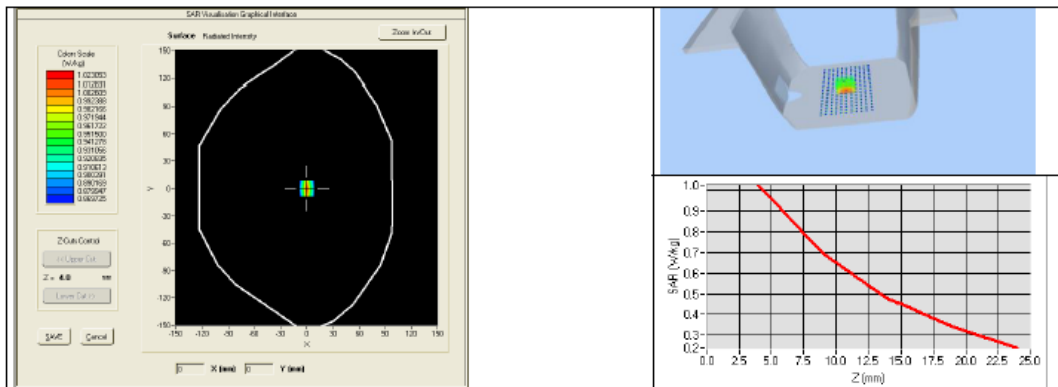 SAR Visualisation Graphical Interface
Surface Radiated Intensity
Zoom In/Out
Colors Scale
(W/kg)
1.023053
1.012831
1.002609
0.992388
0.982166
0.971944
0.961722
0.951500
0.941278
0.931056
0.920835
0.910613
0.900391
0.890169
0.879947
0.869725
150
120
90
60
30
0
-30
-60
-90
-120
-150
Y
-150 -120 -90 -60 -30 0 30 60 90 120 150
X
Z Cuts Control
<< Upper Cut
Z = 4.0 mm
Lower Cut >>
SAVE Cancel
0 X (mm) 0 Y (mm)
1.0
0.9
0.8
0.7
0.6
0.5
0.4
0.3
0.2
SAR (W/kg)
0.0 2.5 5.0 7.5 10.0 12.5 15.0 17.5 20.0 22.5 25.0
Z (mm)